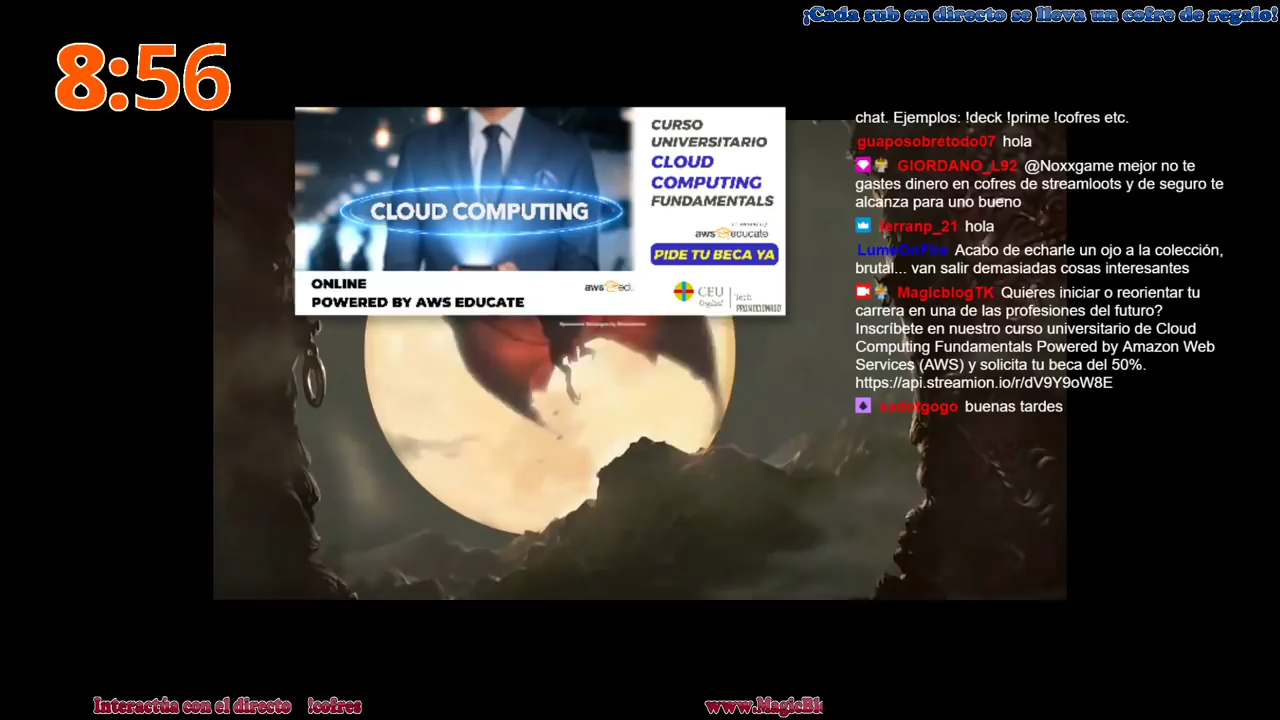 ¡Cada sub en directo se lleva un cofre de regalo!
8:56
CLOUD COMPUTING
CURSO
UNIVERSITARIO
CLOUD
COMPUTING
FUNDAMENTALS
aws educate
PIDE TU BECA YA
ONLINE
POWERED BY AWS EDUCATE
aws
CEU
Digital
Tech
PROMOCIONADO
chat. Ejemplos: !deck !prime !cofres etc.
guaposobretodo07 hola
GIORDANO_L92 @Noxxgame mejor no te
gastes dinero en cofres de streamloots y de seguro te
alcanza para uno bueno
ferranp_21 hola
LumeOnFire Acabo de echarle un ojo a la colección,
brutal... van salir demasiadas cosas interesantes
MagicblogTK Quieres iniciar o reorientar tu
carrera en una de las profesiones del futuro?
Inscríbete en nuestro curso universitario de Cloud
Computing Fundamentals Powered by Amazon Web
Services (AWS) y solicita tu beca del 50%.
https://api.streamion.io/r/dV9Y9oW8E
buenas tardes
Interactúa con el directo !cofres
www.MagicBl